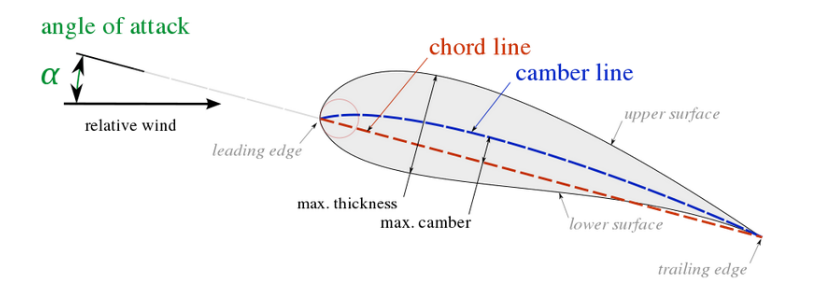 angle of attack
α
relative wind
chord line
camber line
upper surface
leading edge
max. thickness
max. camber
lower surface
trailing edge